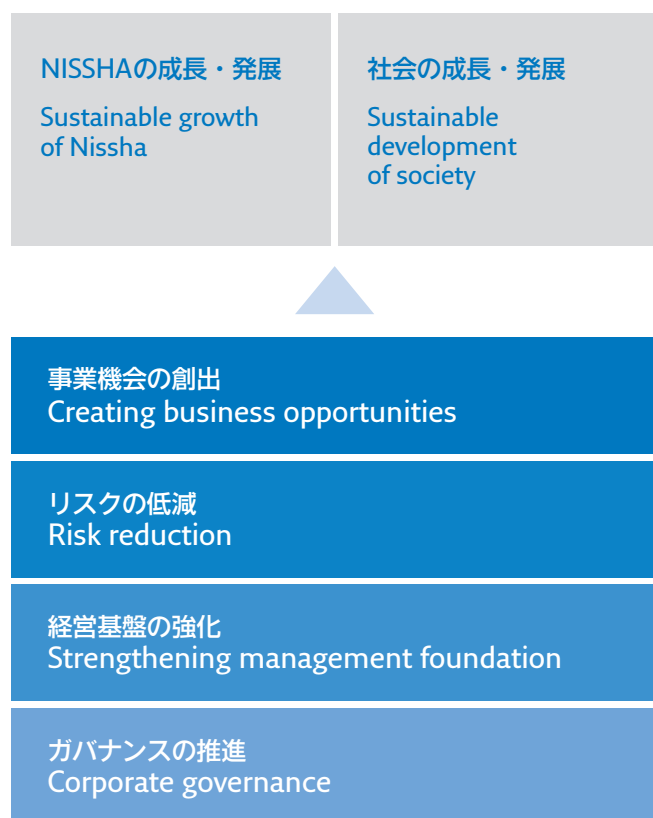 NISSHAの成長・発展
Sustainable growth
of Nissha
社会の成長・発展
Sustainable
development
of society
事業機会の創出
Creating business opportunities
リスクの低減
Risk reduction
経営基盤の強化
Strengthening management foundation
ガバナンスの推進
Corporate governance